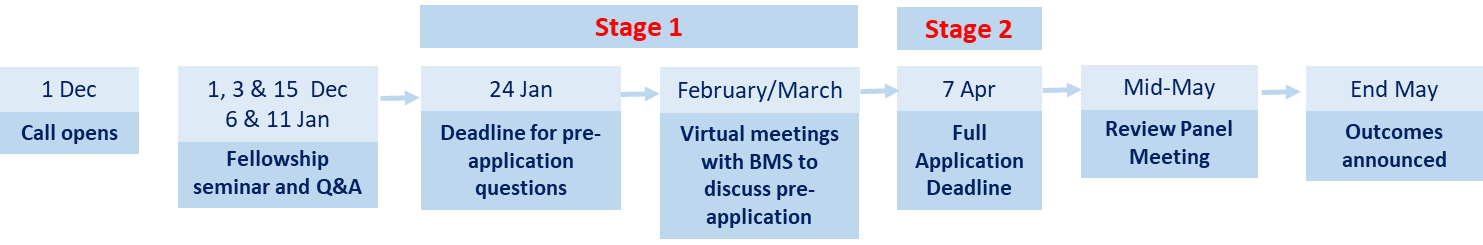 Stage 1
Stage 2
1 Dec
Call opens
1, 3 & 15 Dec
6 & 11 Jan
Fellowship
seminar and Q&A
24 Jan
Deadline for pre-
application
questions
February/March
Virtual meetings
with BMS to
discuss pre-
application
7 Apr
Full
Application
Deadline
Mid-May
Review Panel
Meeting
End May
Outcomes
announced